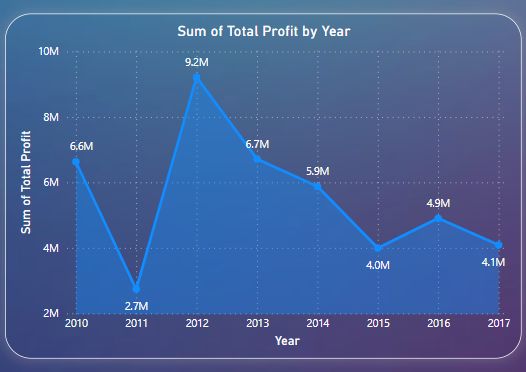 Sum of Total Profit by Year
Sum of Total Profit
10M
8M
6M
4M
2M
6.6M
2.7M
9.2M
6.7M
5.9M
4.0M
4.9M
4.1M
2010 2011 2012 2013 2014 2015 2016 2017
Year